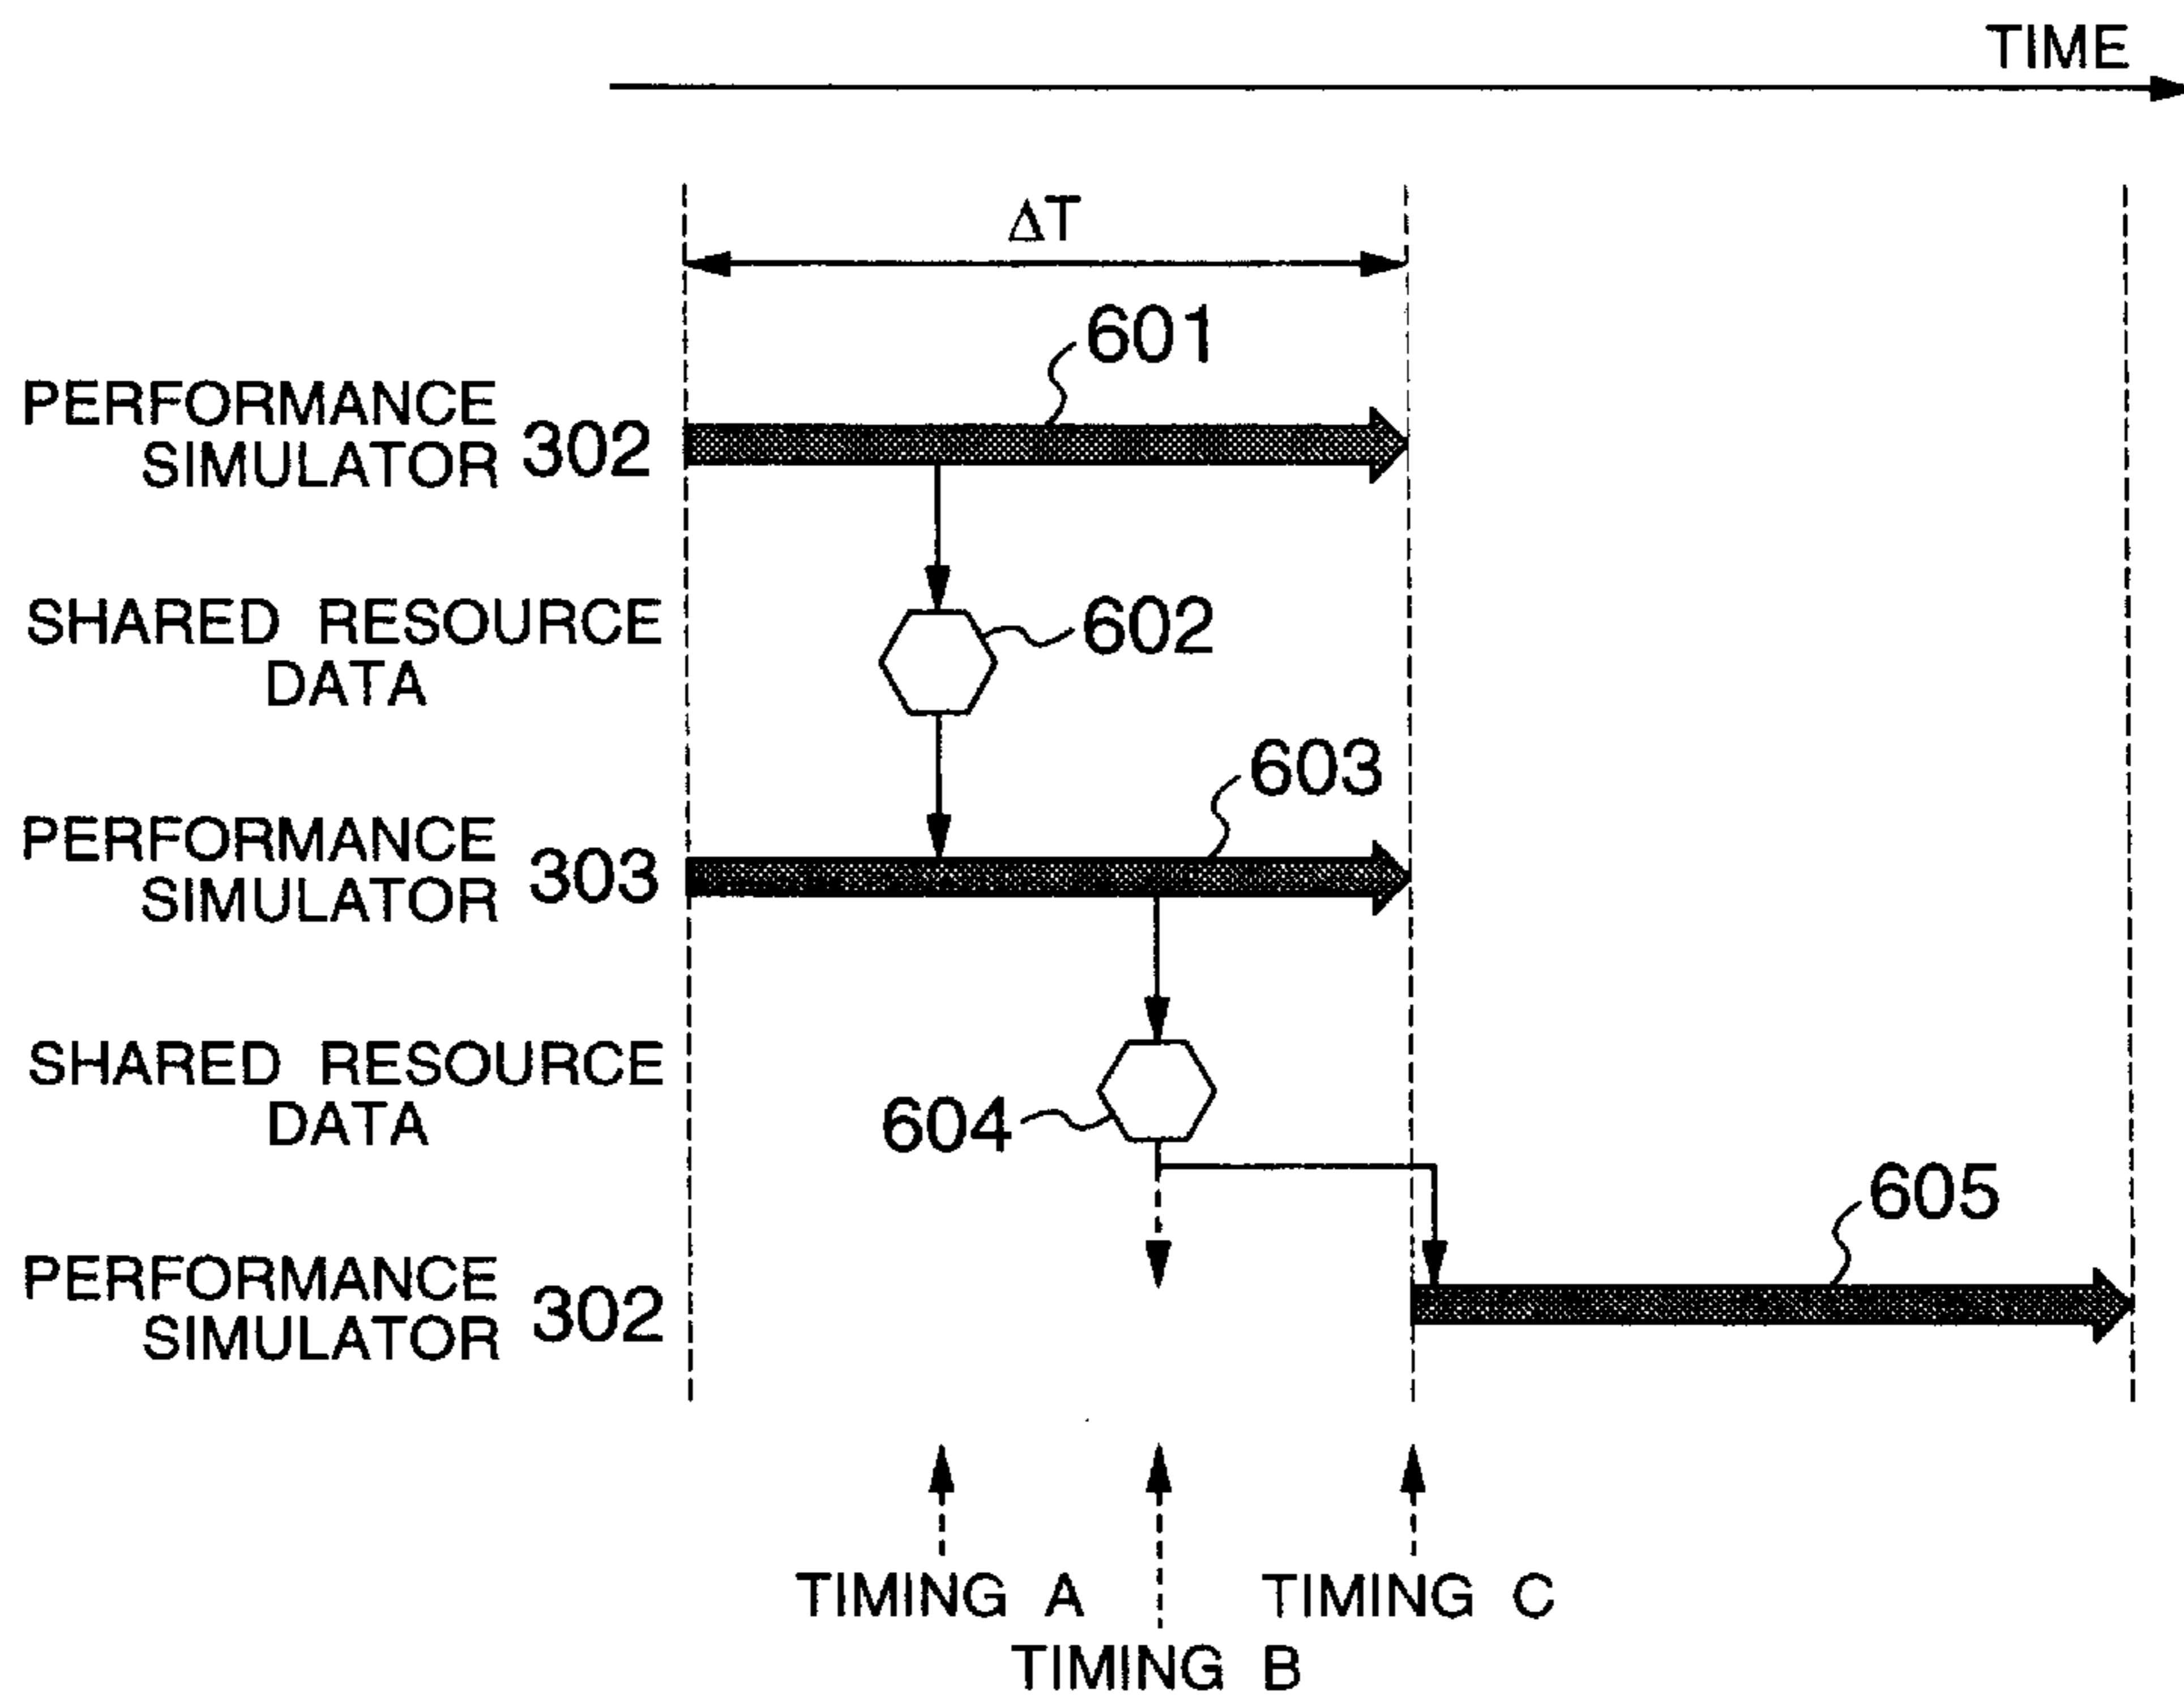 TIME
ΔT
601
PERFORMANCE
SIMULATOR 302
SHARED RESOURCE
DATA
602
603
PERFORMANCE
SIMULATOR 303
SHARED RESOURCE
DATA
604
605
PERFORMANCE
SIMULATOR 302
TIMING A
TIMING C
TIMING B